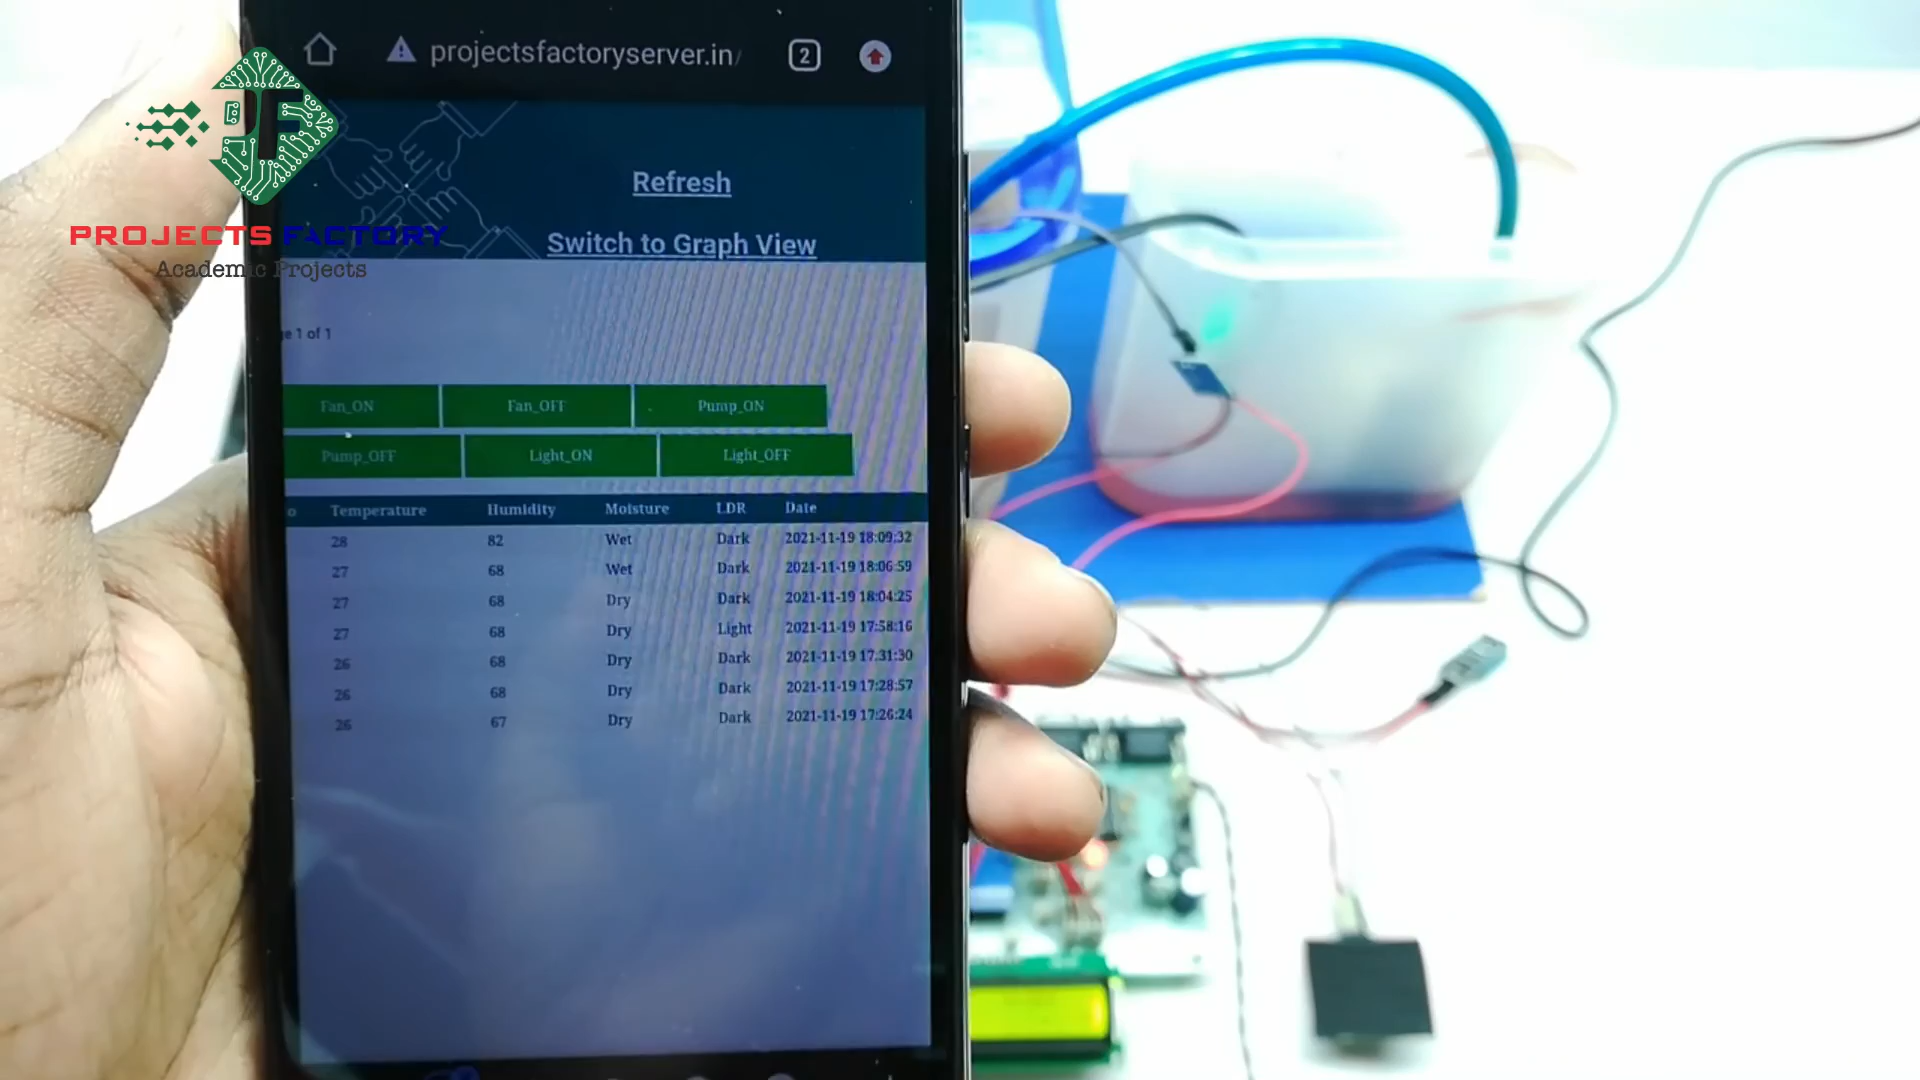 projectsfactoryserver.in/
2
PROJECTS FACTORY
Academic Projects
Refresh
Switch to Graph View
ge 1 of 1
Fan_ON Fan_OFF Pump_ON
Pump_OFF Light_ON Light_OFF
o Temperature Humidity Moisture LDR Date
28 82 Wet Dark 2021-11-19 18:09:32
27 68 Wet Dark 2021-11-19 18:06:59
27 68 Dry Dark 2021-11-19 18:04:25
27 68 Dry Light 2021-11-19 17:58:16
26 68 Dry Dark 2021-11-19 17:31:30
26 68 Dry Dark 2021-11-19 17:28:57
26 67 Dry Dark 2021-11-19 17:26:24